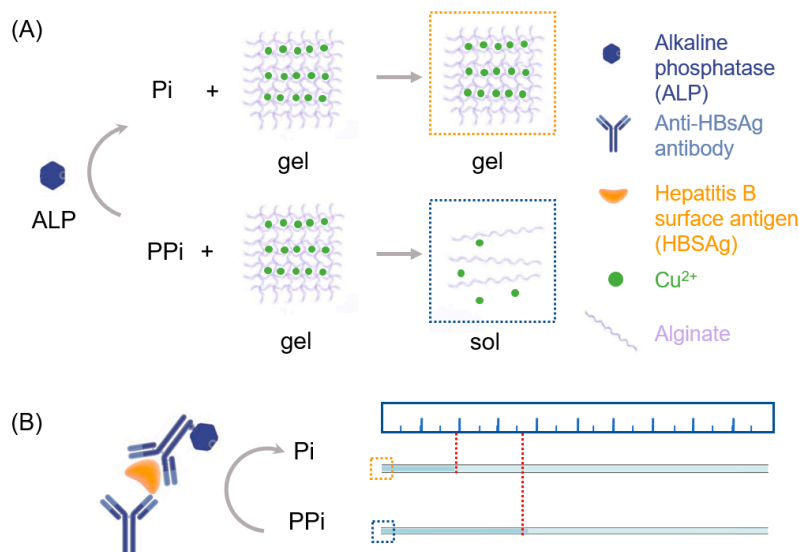 (A)
Pi + gel → gel
ALP
PPi + gel → sol
Alkaline
phosphatase
(ALP)
Anti-HBsAg
antibody
Hepatitis B
surface antigen
(HBSAg)
Cu²⁺
Alginate
(B)
Pi
PPi